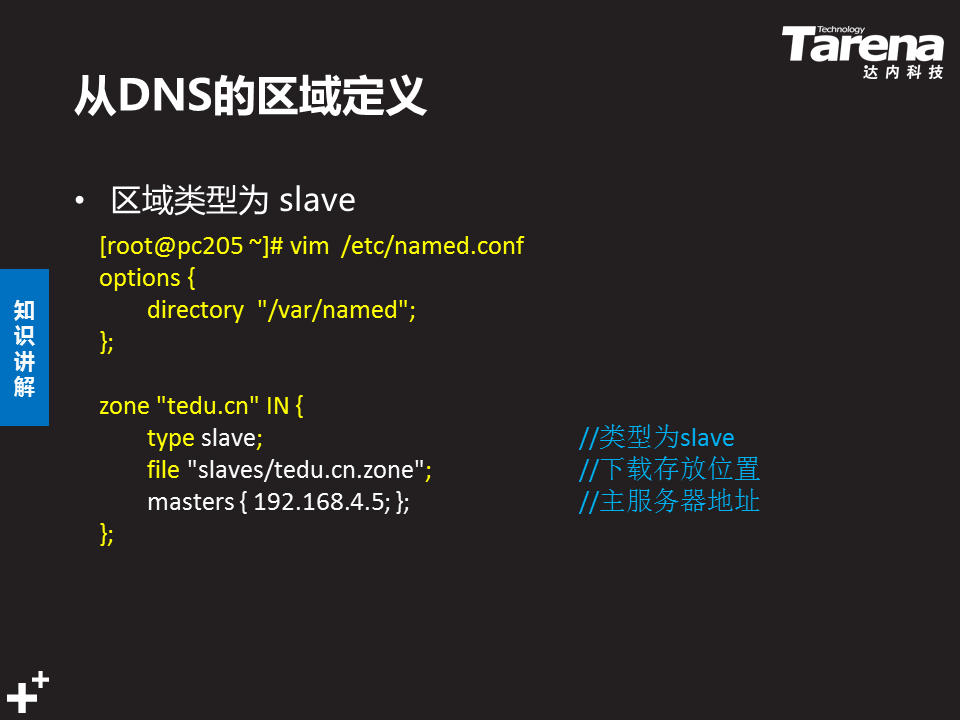 Technology
Tarena
达内科技
从DNS的区域定义
• 区域类型为 slave
[root@pc205 ~]# vim /etc/named.conf
options {
directory "/var/named";
};
zone "tedu.cn" IN {
type slave; //类型为slave
file "slaves/tedu.cn.zone"; //下载存放位置
masters { 192.168.4.5; }; //主服务器地址
};
知
识
讲
解